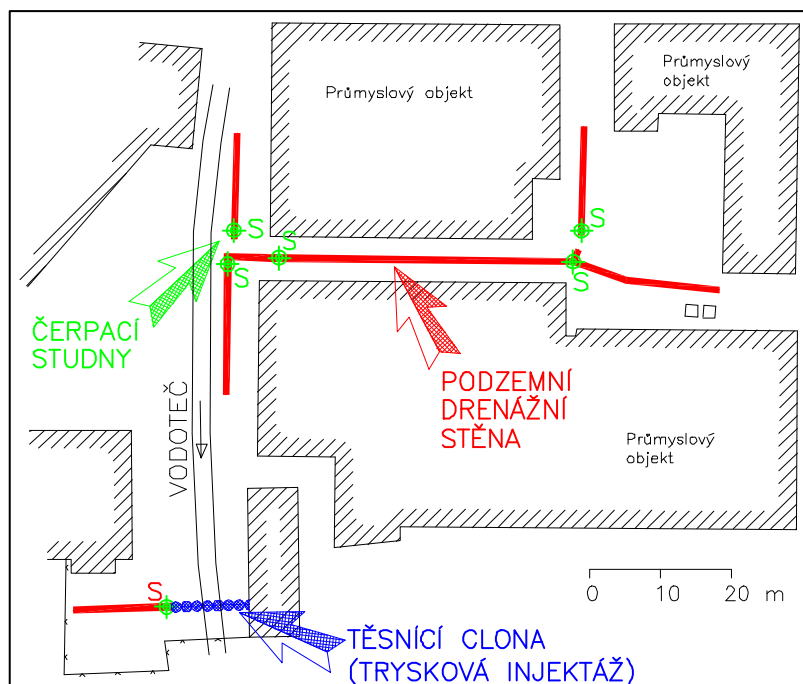 Průmyslový objekt
Průmyslový
objekt
S
S
S
S
S
ČERPACÍ
STUDNY
PODZEMNÍ
DRENÁŽNÍ
STĚNA
VODOTEČ
Průmyslový
objekt
0 10 20 m
S
TĚSNÍCÍ CLONA
(TRYSKOVÁ INJEKTÁŽ)